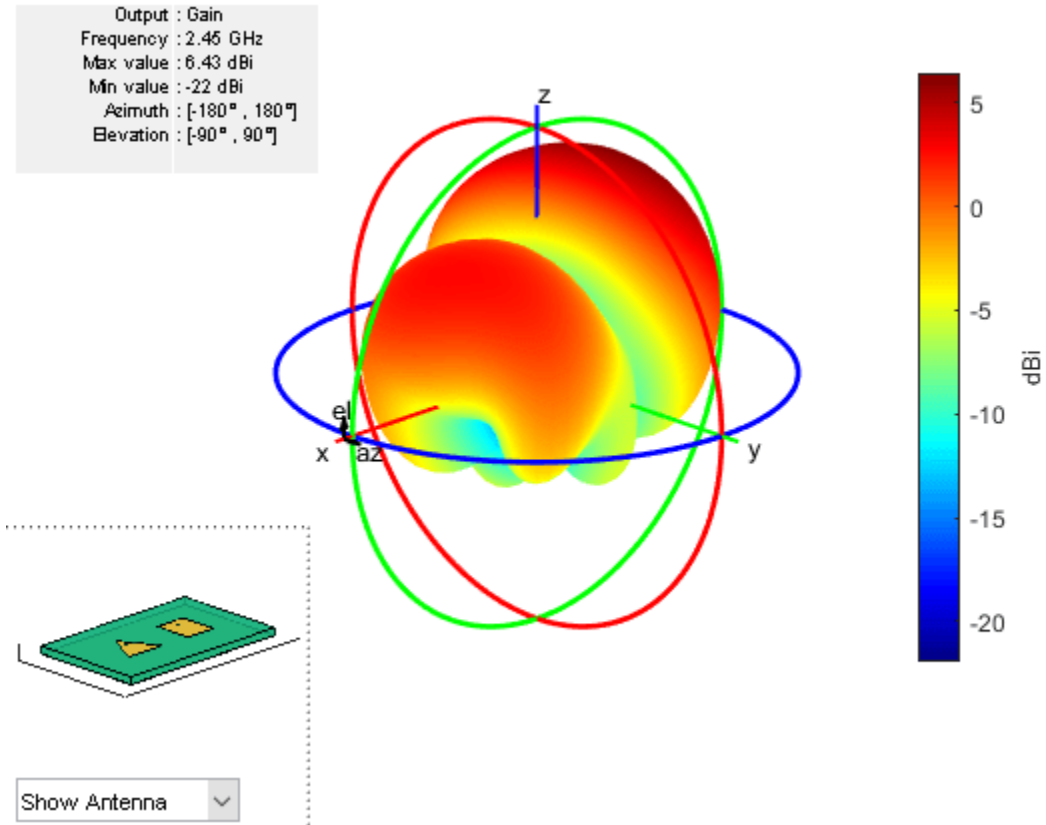 Output : Gain
Frequency : 2.45 GHz
Max value : 6.43 dBi
Min value : -22 dBi
Azimuth : [-180° , 180°]
Elevation : [-90° , 90°]
z
5
0
-5
-10
-15
-20
dBi
el
x
az
y
Show Antenna